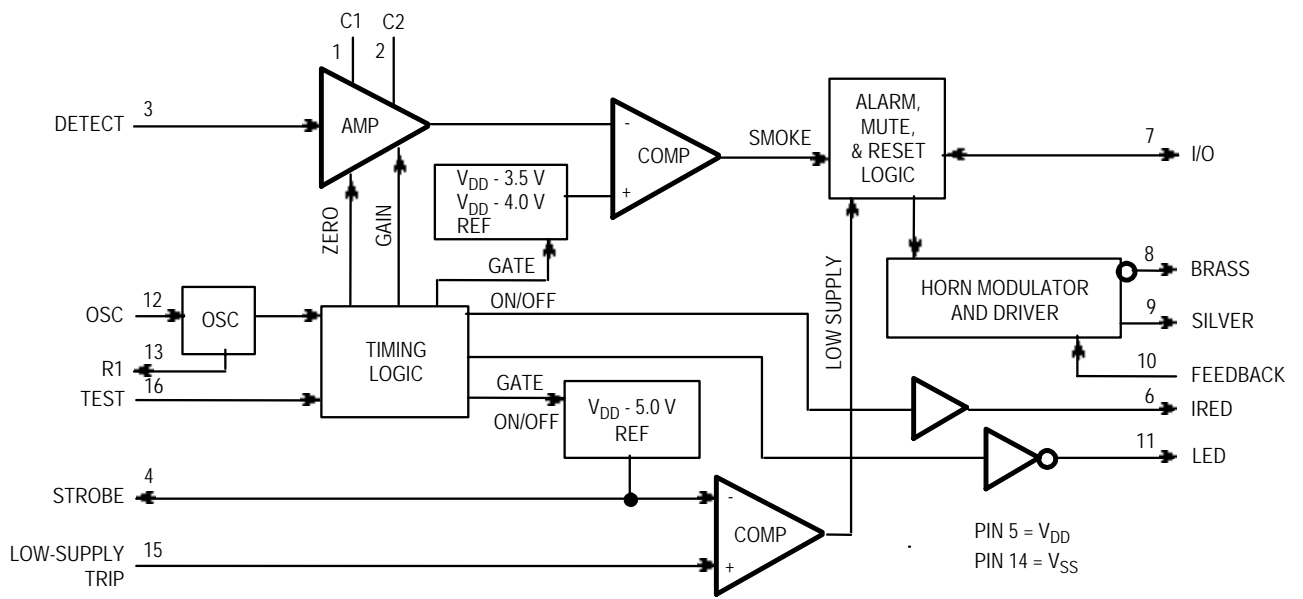 C1
C2
1
2
3
DETECT
AMP
-
COMP
+
SMOKE
ALARM,
MUTE,
& RESET
LOGIC
7
I/O
V_DD - 3.5 V
V_DD - 4.0 V
REF
ZERO
GAIN
GATE
ON/OFF
LOW SUPPLY
HORN MODULATOR
AND DRIVER
8
BRASS
9
SILVER
10
FEEDBACK
OSC
12
OSC
R1
13
TEST
16
TIMING
LOGIC
GATE
ON/OFF
V_DD - 5.0 V
REF
6
IRED
11
LED
STROBE
4
-
COMP
+
LOW-SUPPLY
TRIP
15
PIN 5 = V_DD
PIN 14 = V_SS